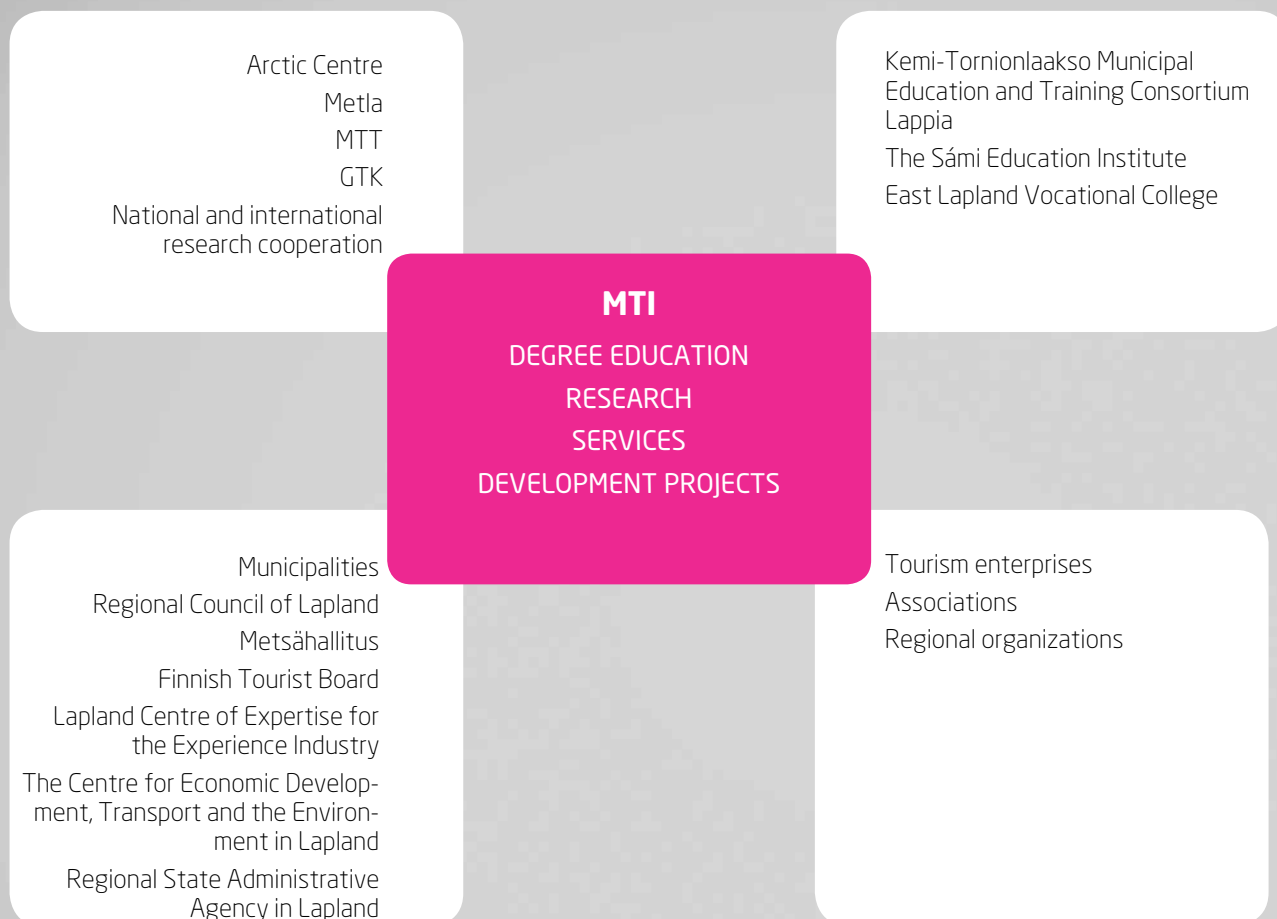 Arctic Centre
Metla
MTT
GTK
National and international
research cooperation
Kemi-Tornionlaakso Municipal
Education and Training Consortium
Lappia
The Sámi Education Institute
East Lapland Vocational College
MTI
DEGREE EDUCATION
RESEARCH
SERVICES
DEVELOPMENT PROJECTS
Municipalities
Regional Council of Lapland
Metsähallitus
Finnish Tourist Board
Lapland Centre of Expertise for
the Experience Industry
The Centre for Economic Develop-
ment, Transport and the Environ-
ment in Lapland
Regional State Administrative
Agency in Lapland
Tourism enterprises
Associations
Regional organizations